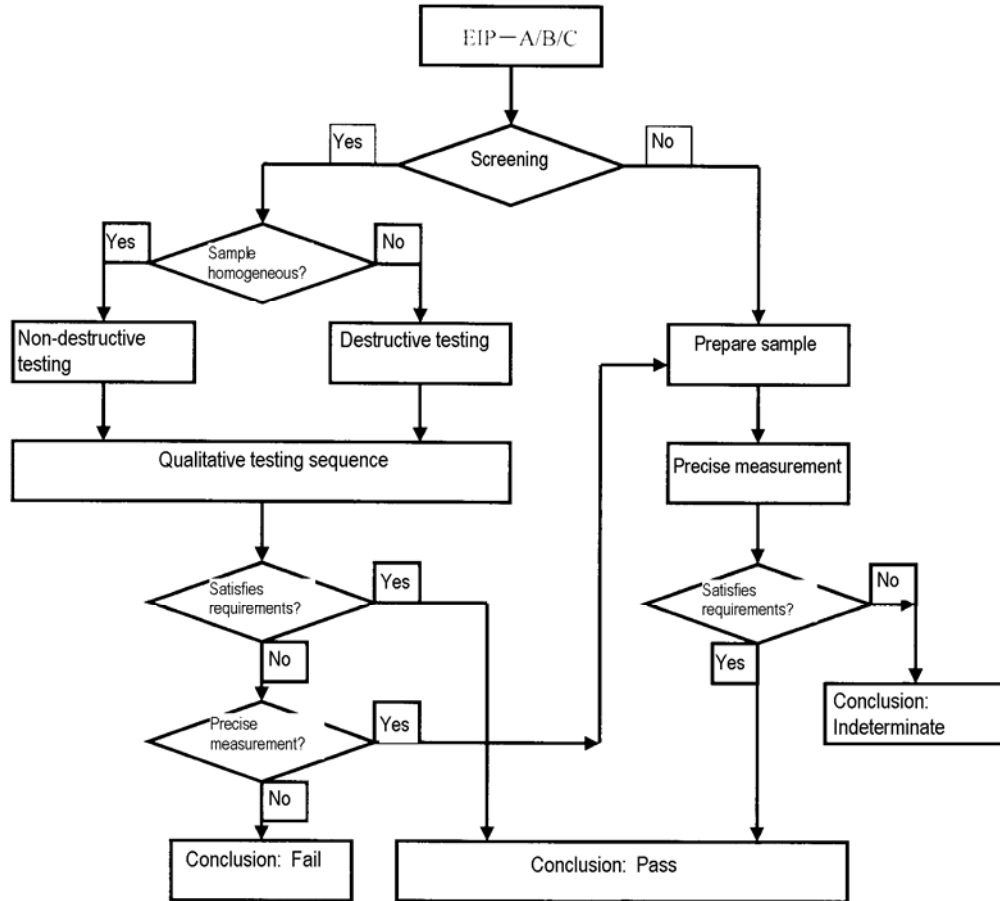 EIP－A/B/C
Yes
Screening
No
Yes
Sample
homogeneous?
No
Non-destructive
testing
Destructive testing
Prepare sample
Qualitative testing sequence
Precise measurement
Satisfies
requirements?
Yes
Satisfies
requirements?
No
No
Yes
Precise
measurement?
Yes
Conclusion:
Indeterminate
No
Conclusion: Fail
Conclusion: Pass